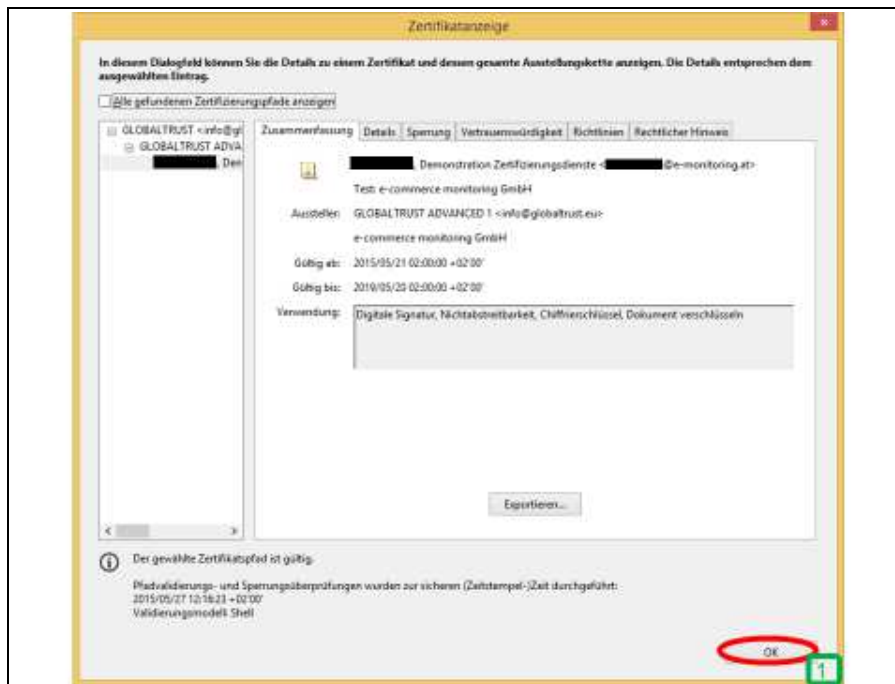 Zertifikatanzeige
In diesem Dialogfeld können Sie die Details zu einem Zertifikat und dessen gesamte Ausstellungskette anzeigen. Die Details entsprechen dem
ausgewählten Eintrag.
Alle gefundenen Zertifizierungspfade anzeigen
GLOBALTRUST <info@gl
GLOBALTRUST ADVA
, Den
Zusammenfassung Details Sperrung Vertrauenswürdigkeit Richtlinien Rechtlicher Hinweis
, Demonstration Zertifizierungsdienste < @e-monitoring.at>
Test: e-commerce monitoring GmbH
Aussteller: GLOBALTRUST ADVANCED 1 <info@globaltrust.eu>
e-commerce monitoring GmbH
Gültig ab: 2015/05/21 02:00:00 +02'00'
Gültig bis: 2019/05/20 02:00:00 +02'00'
Verwendung: Digitale Signatur, Nichtabstreitbarkeit, Chiffrierschlüssel, Dokument verschlüsseln
Exportieren...
Der gewählte Zertifikatspfad ist gültig.
Pfadvalidierungs- und Sperrungsüberprüfungen wurden zur sicheren (Zeitstempel-)Zeit durchgeführt:
2015/05/27 12:16:23 +02'00'
Validierungsmodell: Shell
OK
1